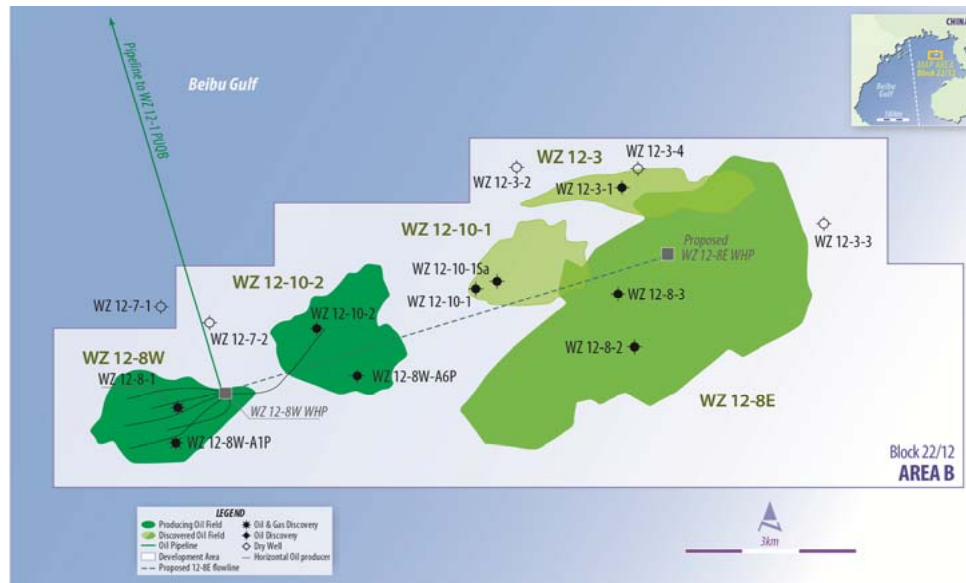 CHINA
MAP AREA
Block 22/12
Beibu
Gulf
Pipeline to WZ 12-1 PUQB
Beibu Gulf
WZ 12-3
WZ 12-3-4
WZ 12-3-2
WZ 12-3-1
WZ 12-10-1
WZ 12-3-3
Proposed
WZ 12-8E WHP
WZ 12-10-1Sa
WZ 12-10-2
WZ 12-10-1
WZ 12-8-3
WZ 12-7-1
WZ 12-10-2
WZ 12-7-2
WZ 12-8-2
WZ 12-8W
WZ 12-8-1
WZ 12-8W-A6P
WZ 12-8E
WZ 12-8W WHP
WZ 12-8W-A1P
Block 22/12
AREA B
LEGEND
Producing Oil Field
Discovered Oil Field
Oil Pipeline
Development Area
Proposed 12-8E flowline
Oil & Gas Discovery
Oil Discovery
Dry Well
Horizontal Oil producer
3km